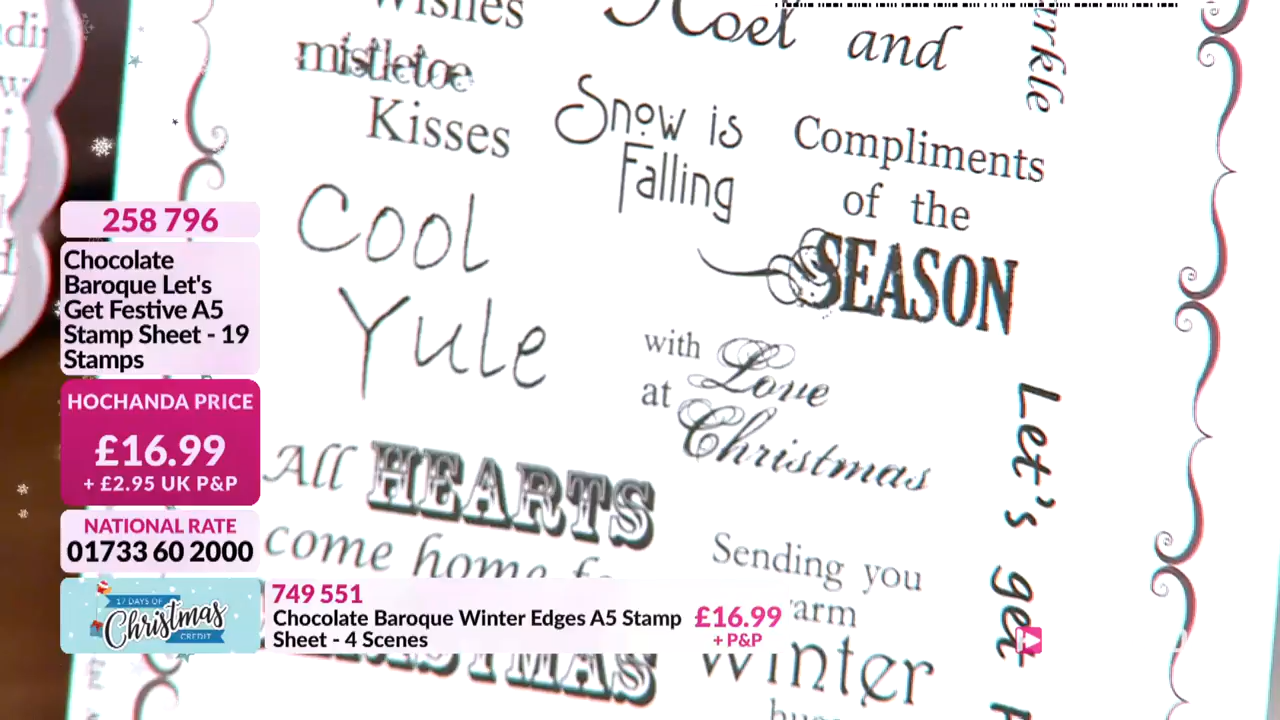 Wishes
Noel and
mistletoe
Kisses
Snow is
Falling
Compliments
of the
SEASON
Cool
Yule
with Love
at Christmas
All HEARTS
come home
Sending you
Winter
Let's get
258 796
Chocolate
Baroque Let's
Get Festive A5
Stamp Sheet - 19
Stamps
HOCHANDA PRICE
£16.99
+ £2.95 UK P&P
NATIONAL RATE
01733 60 2000
17 DAYS OF
Christmas
CREDIT
749 551
Chocolate Baroque Winter Edges A5 Stamp
Sheet - 4 Scenes
£16.99
+ P&P